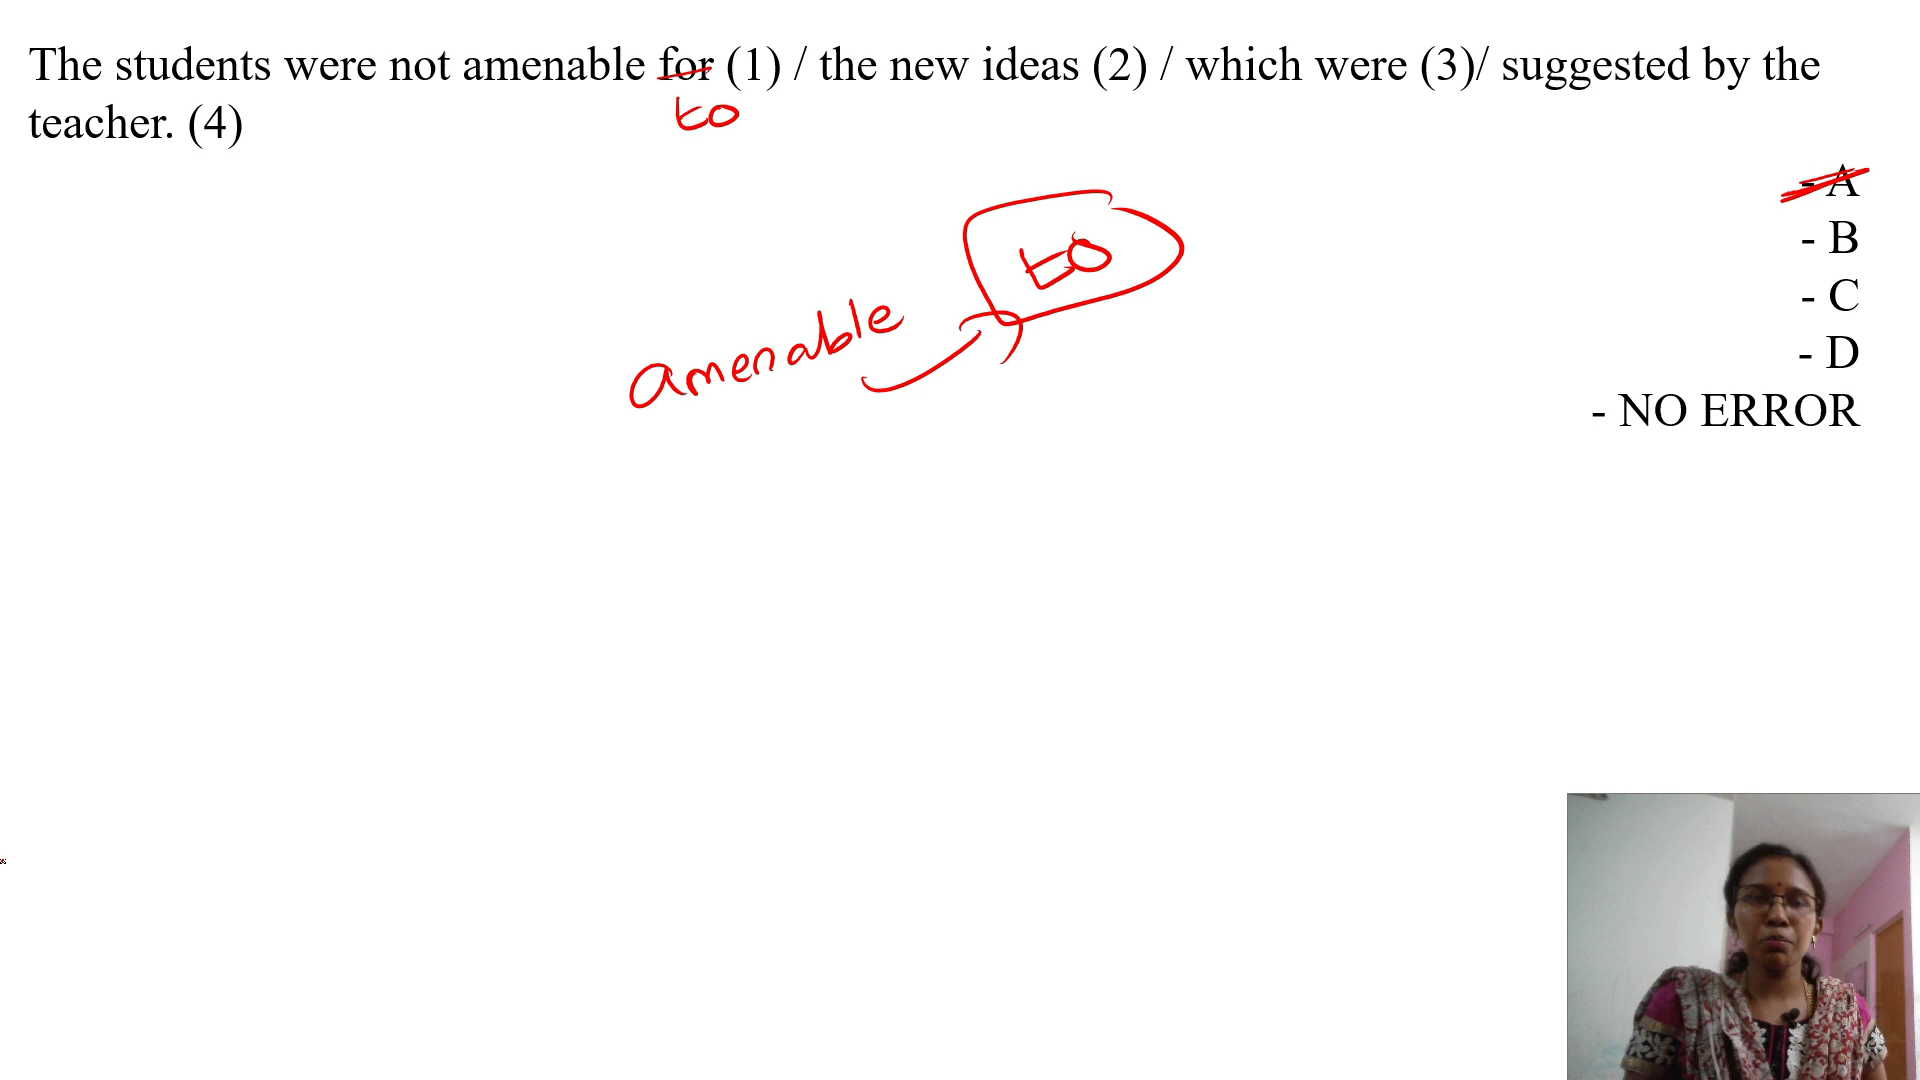 The students were not amenable for (1) / the new ideas (2) / which were (3)/ suggested by the
to
teacher. (4)
- A
- B
- C
- D
- NO ERROR
to
amenable